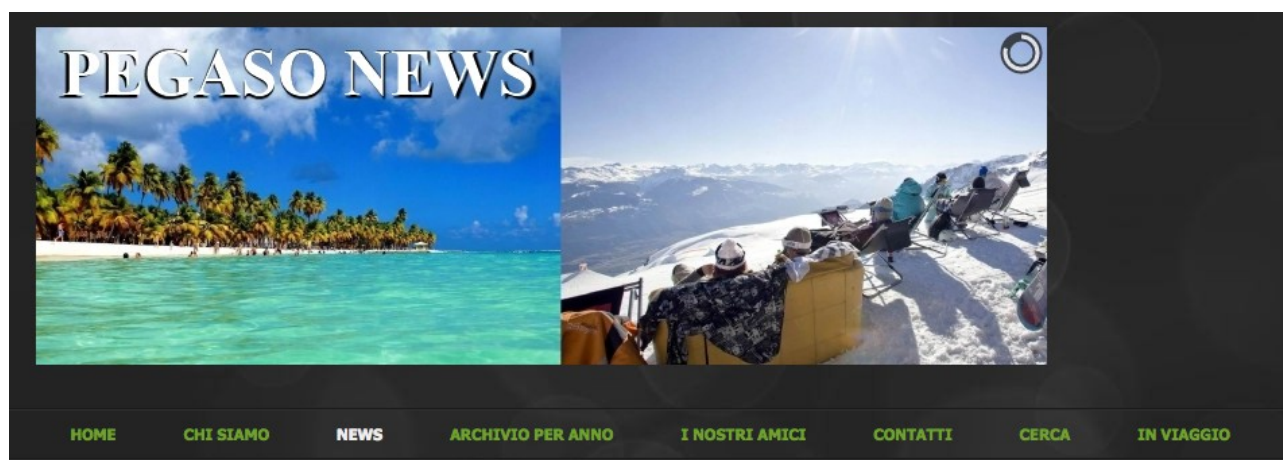 PEGASO NEWS
HOME CHI SIAMO NEWS ARCHIVIO PER ANNO I NOSTRI AMICI CONTATTI CERCA IN VIAGGIO